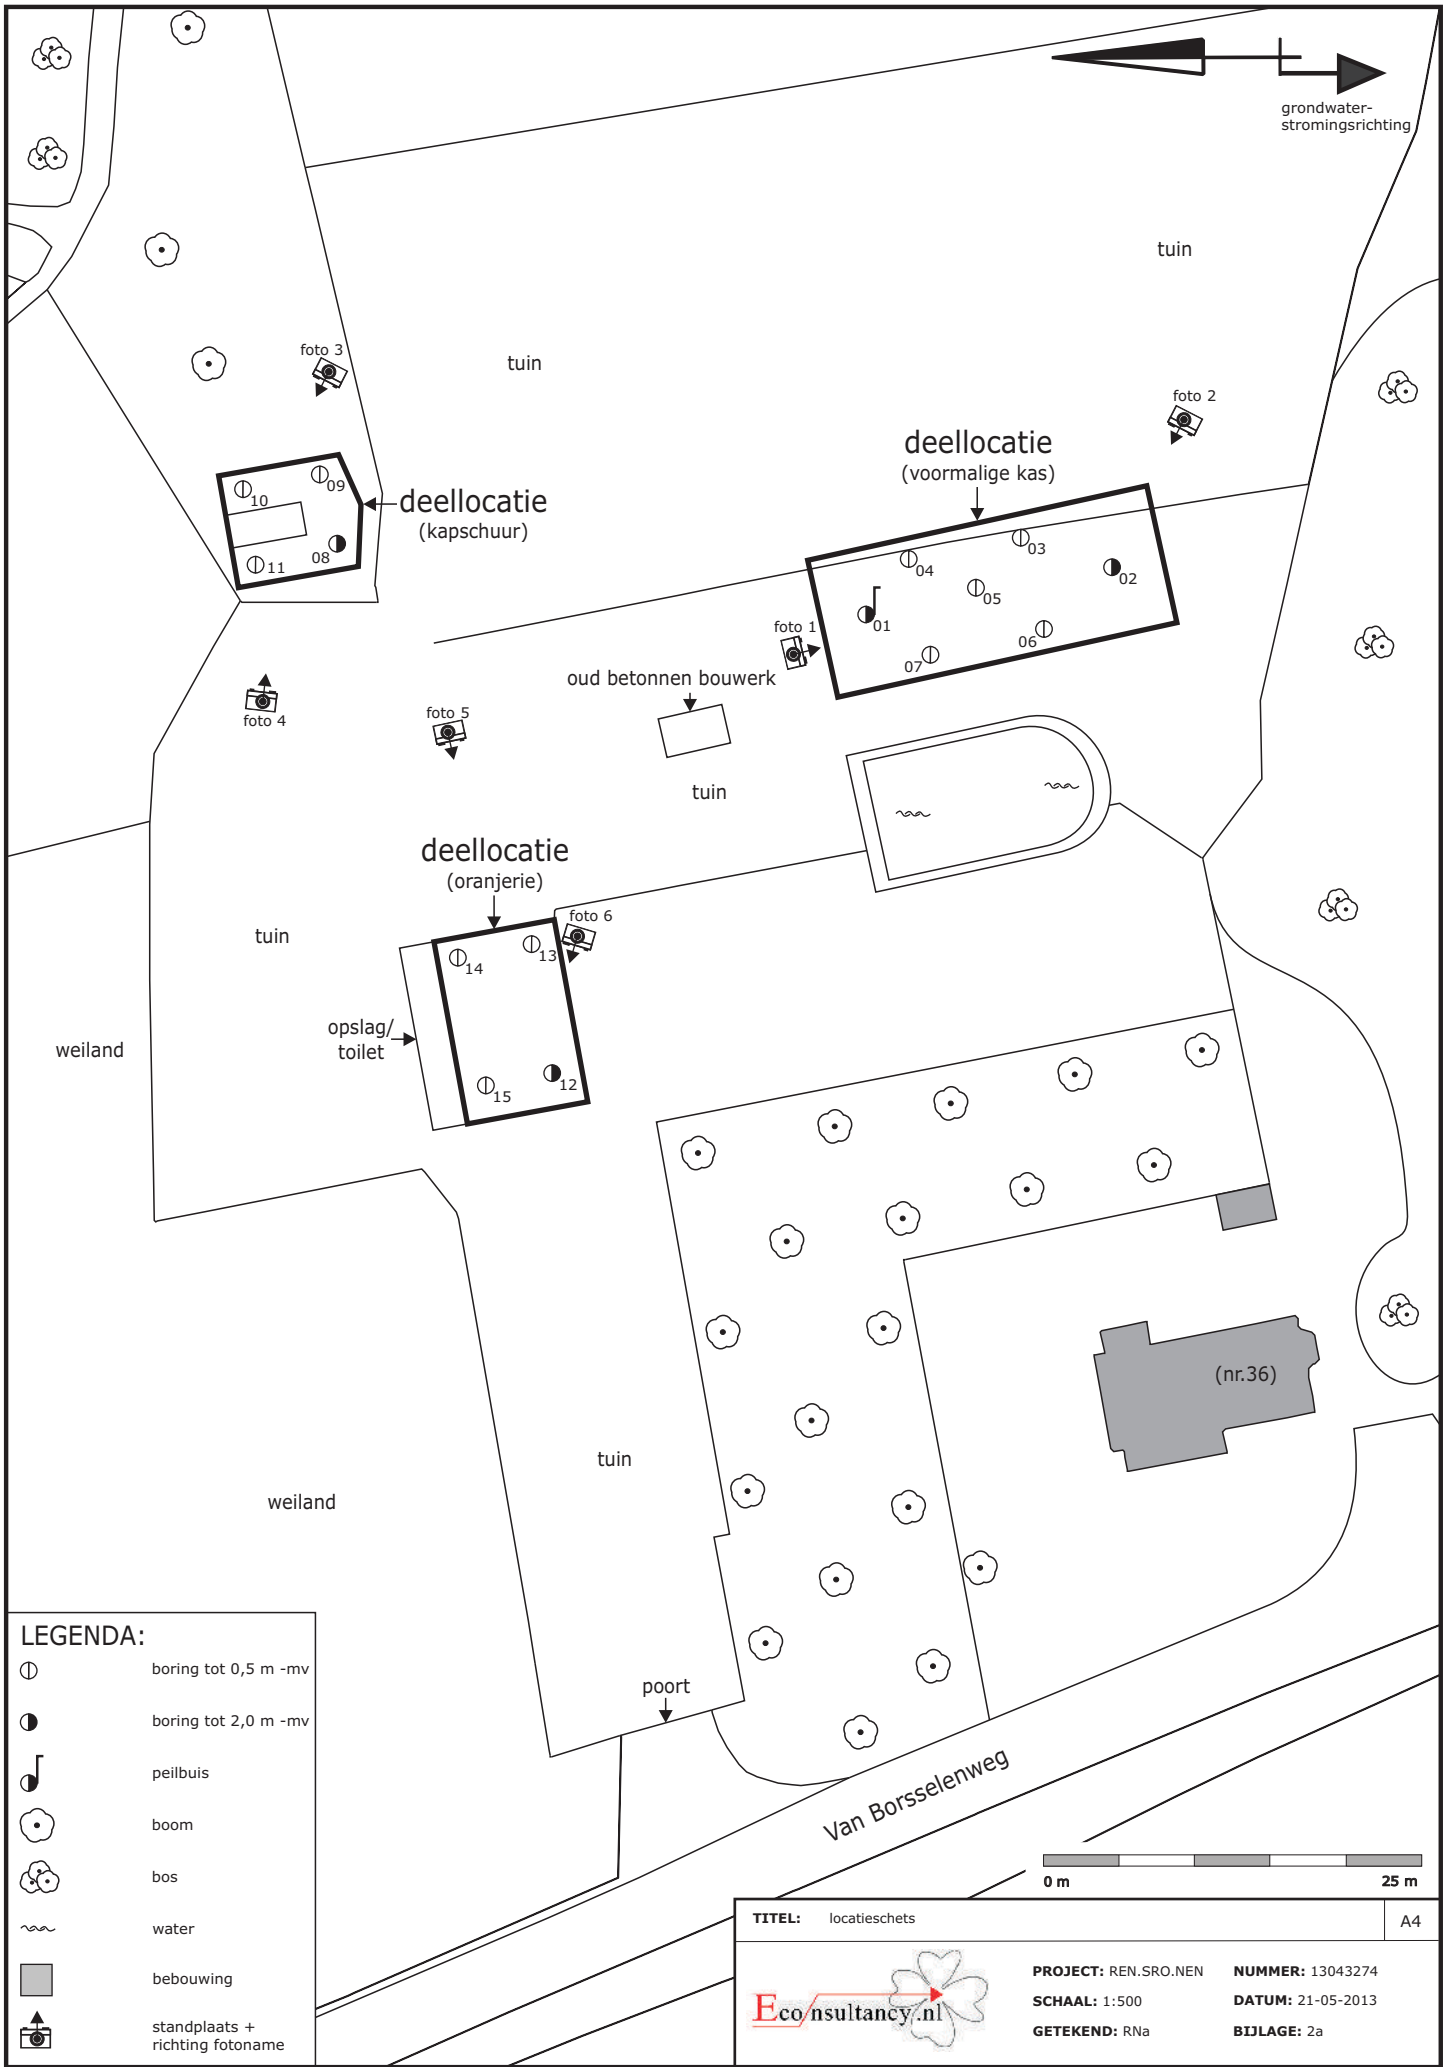 grondwater-
stromingsrichting
tuin
foto 3
tuin
foto 2
deellocatie
(voormalige kas)
10
09
deellocatie
(kapschuur)
08
11
03
04
02
05
01
foto 1
06
07
oud betonnen bouwerk
foto 4
foto 5
tuin
deellocatie
(oranjerie)
foto 6
tuin
13
14
opslag/
toilet
weiland
12
15
(nr.36)
tuin
weiland
poort
Van Borsselenweg
LEGENDA:
boring tot 0,5 m -mv
boring tot 2,0 m -mv
peilbuis
boom
bos
water
bebouwing
standplaats +
richting fotoname
0 m 25 m
TITEL: locatieschets A4
Econsultancy.nl
PROJECT: REN.SRO.NEN NUMMER: 13043274
SCHAAL: 1:500 DATUM: 21-05-2013
GETEKEND: RNa BIJLAGE: 2a